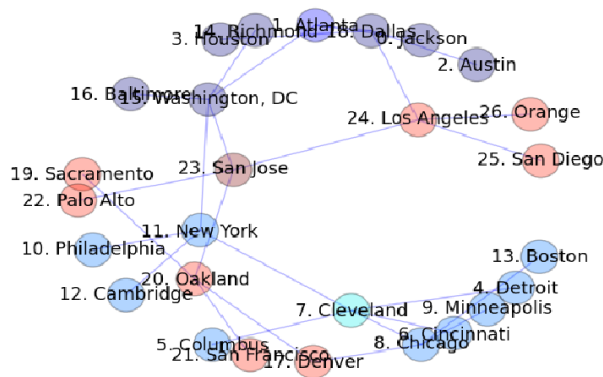 1. Atlanta
14. Richmond
18. Dallas
3. Houston
0. Jackson
2. Austin
16. Baltimore
15. Washington, DC
26. Orange
24. Los Angeles
25. San Diego
23. San Jose
19. Sacramento
22. Palo Alto
11. New York
10. Philadelphia
13. Boston
20. Oakland
4. Detroit
12. Cambridge
9. Minneapolis
7. Cleveland
6. Cincinnati
5. Columbus
8. Chicago
21. San Francisco
17. Denver